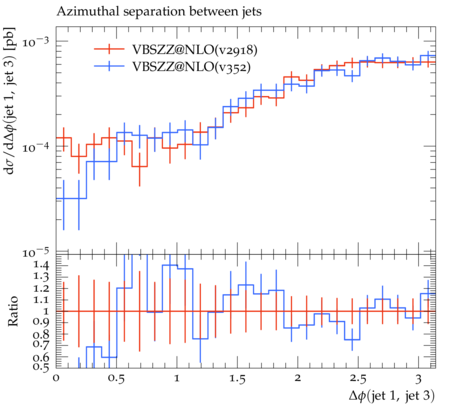 Azimuthal separation between jets
dσ/dΔϕ(jet 1, jet 3) [pb]
10⁻³
VBSZZ@NLO(v2918)
VBSZZ@NLO(v352)
10⁻⁴
10⁻⁵
Ratio
1.4
1.3
1.2
1.1
1
0.9
0.8
0.7
0.6
0.5
0 0.5 1 1.5 2 2.5 3
Δϕ(jet 1, jet 3)